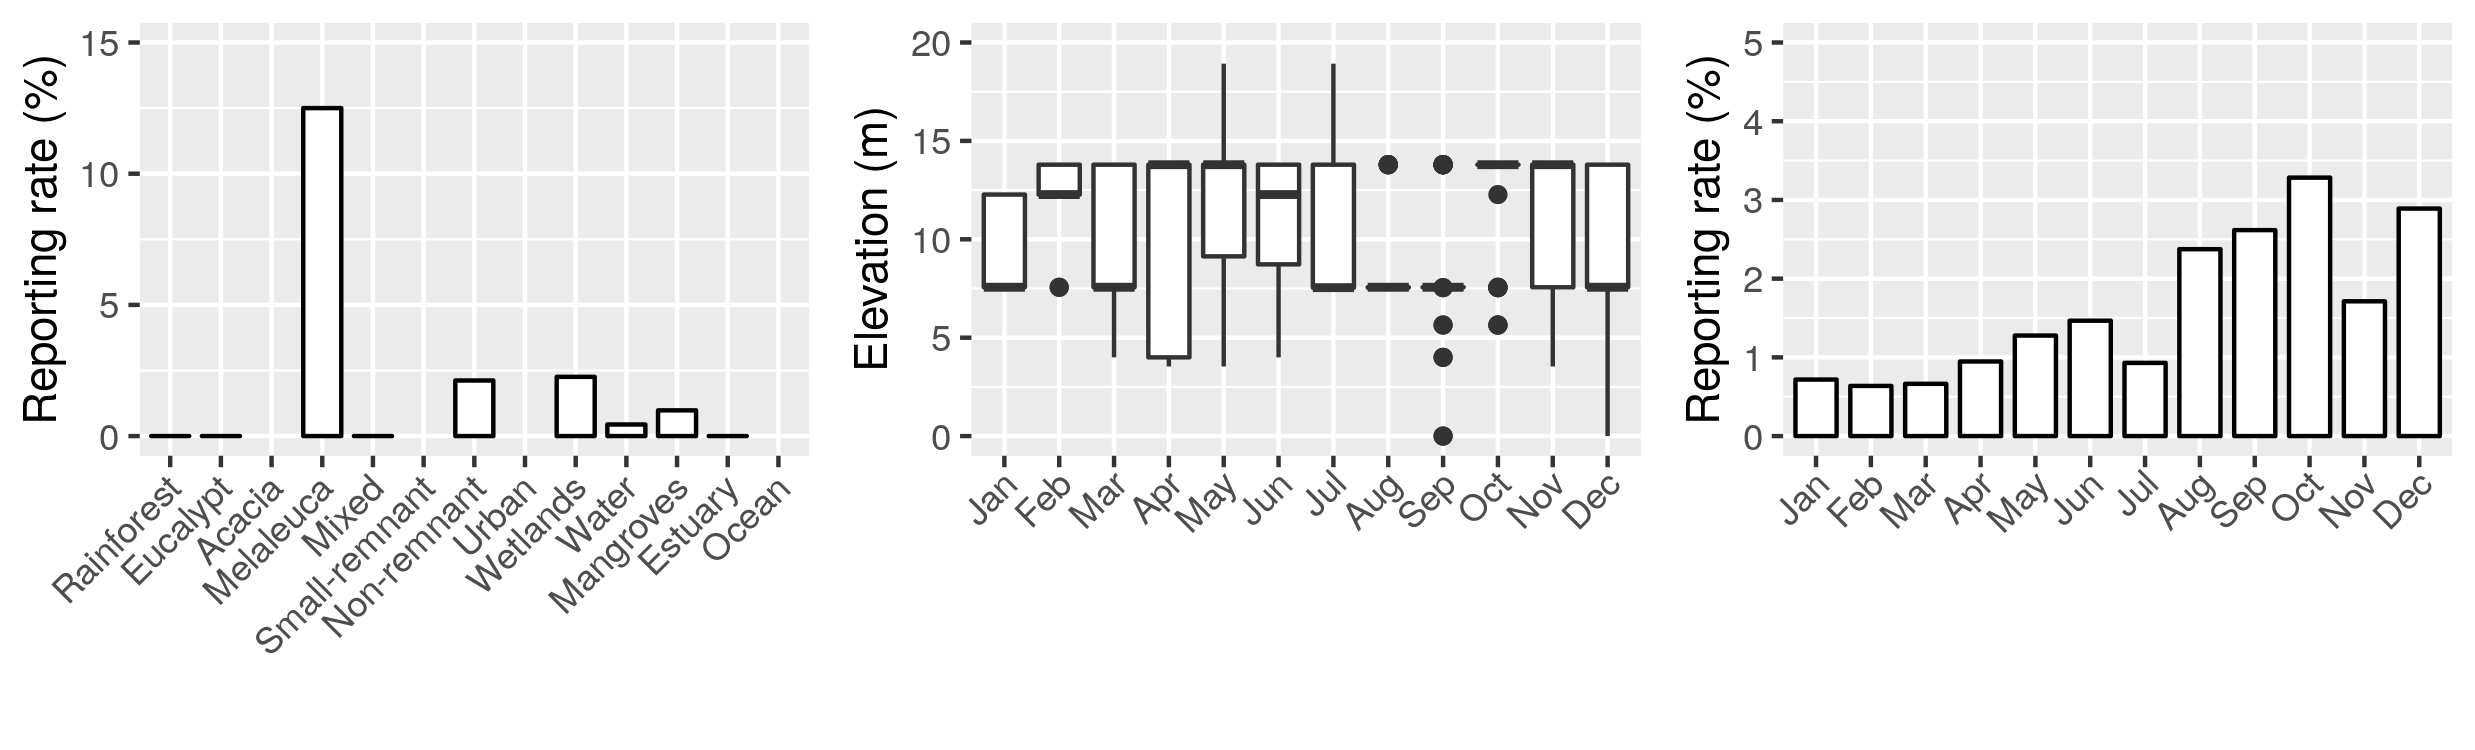 Reporting rate (%)
15
10
5
0
Rainforest
Eucalypt
Acacia
Melaleuca
Mixed
Small-remnant
Non-remnant
Urban
Wetlands
Water
Mangroves
Estuary
Ocean
Elevation (m)
20
15
10
5
0
Jan
Feb
Mar
Apr
May
Jun
Jul
Aug
Sep
Oct
Nov
Dec
Reporting rate (%)
5
4
3
2
1
0
Jan
Feb
Mar
Apr
May
Jun
Jul
Aug
Sep
Oct
Nov
Dec